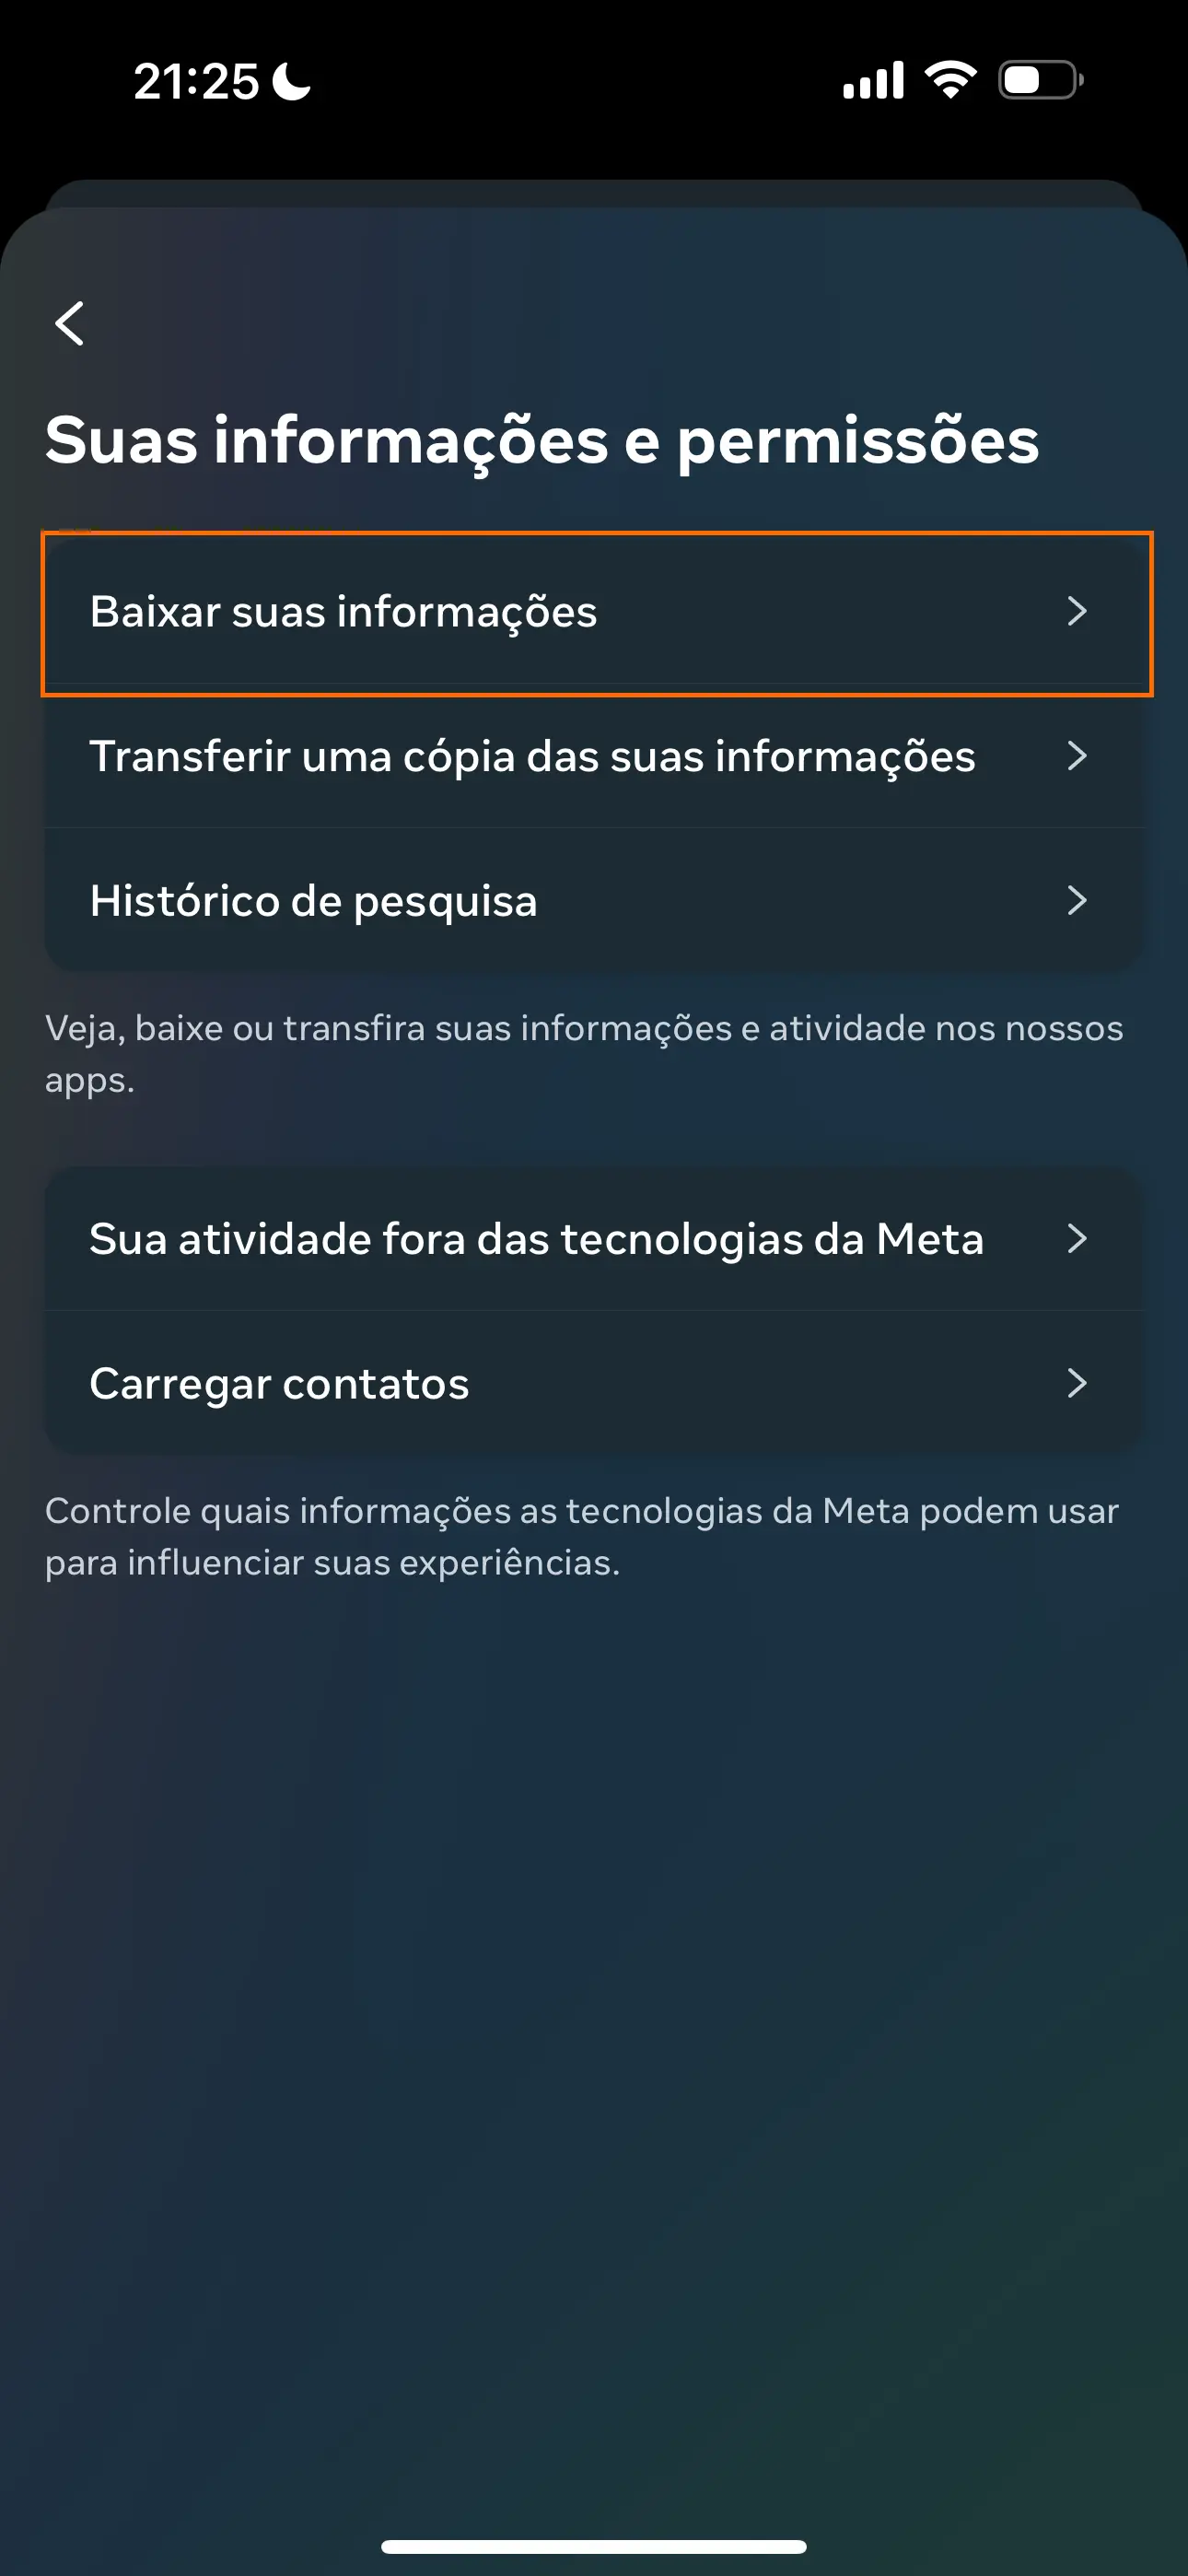 21:25
Suas informações e permissões
Baixar suas informações
Transferir uma cópia das suas informações
Histórico de pesquisa
Veja, baixe ou transfira suas informações e atividade nos nossos
apps.
Sua atividade fora das tecnologias da Meta
Carregar contatos
Controle quais informações as tecnologias da Meta podem usar
para influenciar suas experiências.